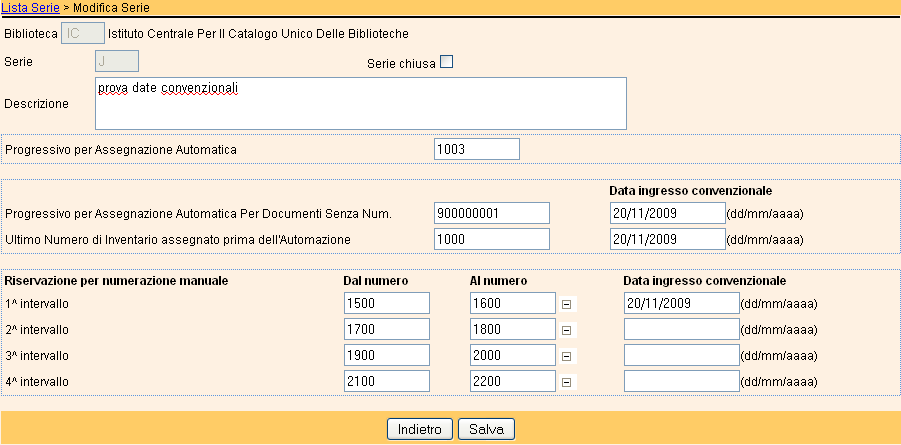 Lista Serie > Modifica Serie
Biblioteca IC Istituto Centrale Per Il Catalogo Unico Delle Biblioteche
Serie J Serie chiusa
Descrizione prova date convenzionali
Progressivo per Assegnazione Automatica 1003
Data ingresso convenzionale
Progressivo per Assegnazione Automatica Per Documenti Senza Num. 900000001 20/11/2009 (dd/mm/aaaa)
Ultimo Numero di Inventario assegnato prima dell'Automazione 1000 20/11/2009 (dd/mm/aaaa)
Riservazione per numerazione manuale Dal numero Al numero Data ingresso convenzionale
1^ intervallo 1500 1600 20/11/2009 (dd/mm/aaaa)
2^ intervallo 1700 1800 (dd/mm/aaaa)
3^ intervallo 1900 2000 (dd/mm/aaaa)
4^ intervallo 2100 2200 (dd/mm/aaaa)
Indietro Salva